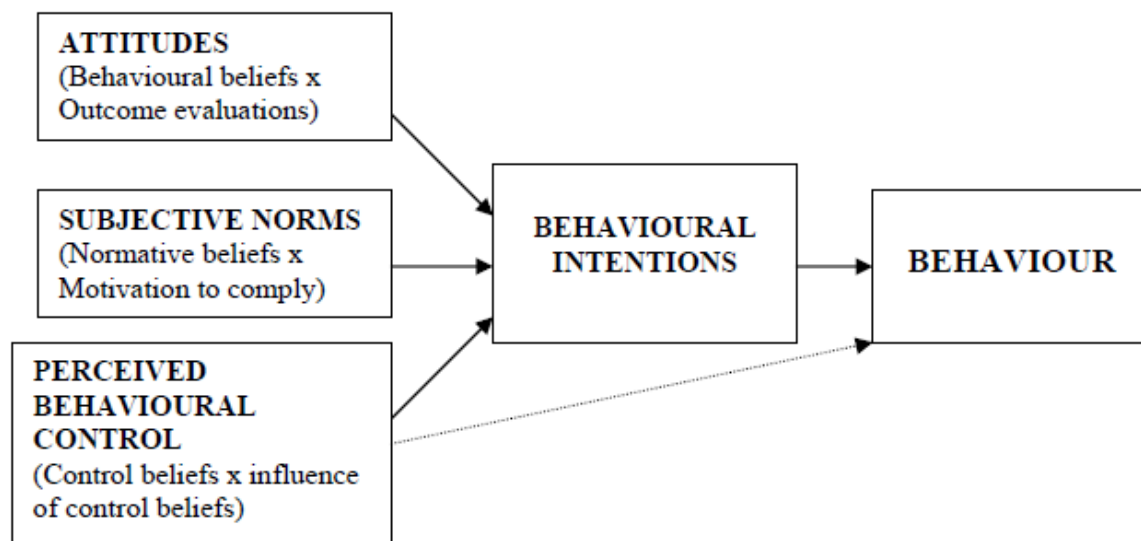 ATTITUDES
(Behavioural beliefs x
Outcome evaluations)
SUBJECTIVE NORMS
(Normative beliefs x
Motivation to comply)
PERCEIVED
BEHAVIOURAL
CONTROL
(Control beliefs x influence
of control beliefs)
BEHAVIOURAL
INTENTIONS
BEHAVIOUR